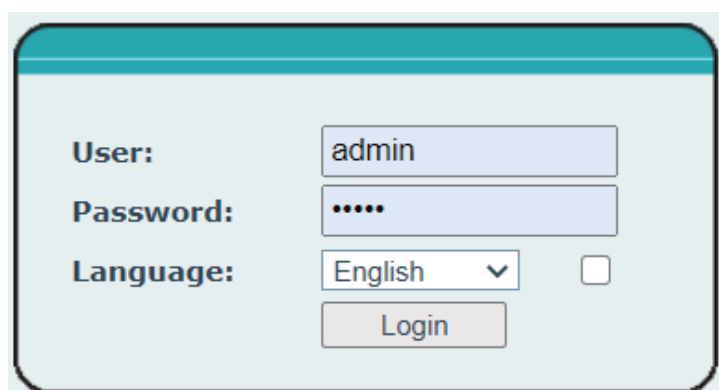 User: admin
Password: •••••
Language: English
Login